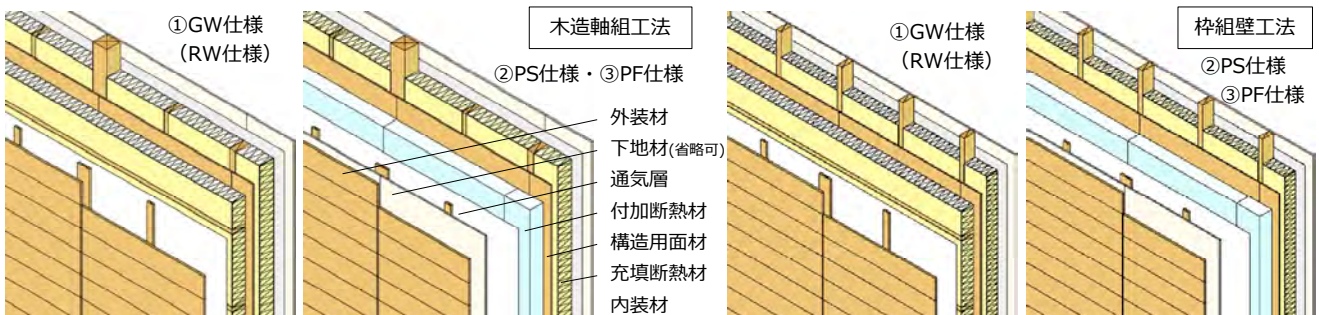 ①GW仕様
（RW仕様）
木造軸組工法
②PS仕様・③PF仕様
外装材
下地材(省略可)
通気層
付加断熱材
構造用面材
充填断熱材
内装材
①GW仕様
（RW仕様）
枠組壁工法
②PS仕様
③PF仕様